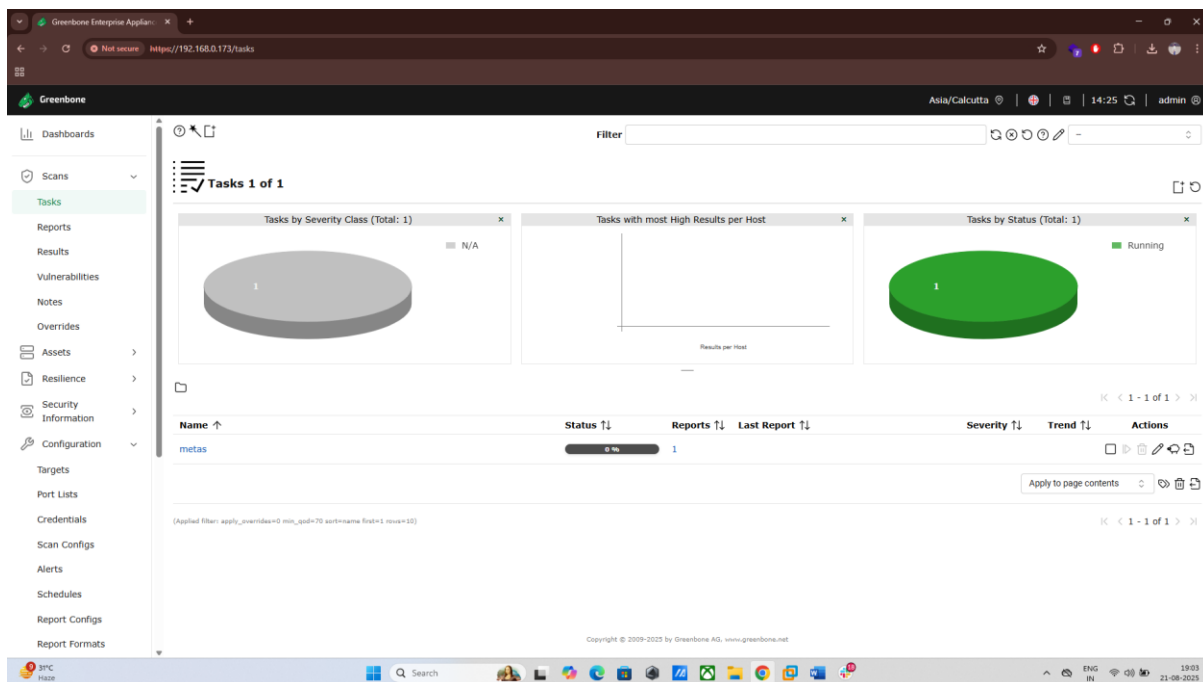 Greenbone Enterprise Applianc
Not secure https://192.168.0.173/tasks
Greenbone
Asia/Calcutta
14:25
admin
Dashboards
Scans
Tasks
Reports
Results
Vulnerabilities
Notes
Overrides
Assets
Resilience
Security
Information
Configuration
Targets
Port Lists
Credentials
Scan Configs
Alerts
Schedules
Report Configs
Report Formats
Filter
--
Tasks 1 of 1
Tasks by Severity Class (Total: 1)
N/A
1
Tasks with most High Results per Host
Results per Host
Tasks by Status (Total: 1)
Running
1
1 - 1 of 1
Name Status Reports Last Report Severity Trend Actions
metas 0 % 1
Apply to page contents
(Applied filter: apply_overrides=0 min_qod=70 sort=name first=1 rows=10)
1 - 1 of 1
Copyright © 2009-2025 by Greenbone AG, www.greenbone.net
31°C
Haze
Search
ENG
IN
19:03
21-08-2025